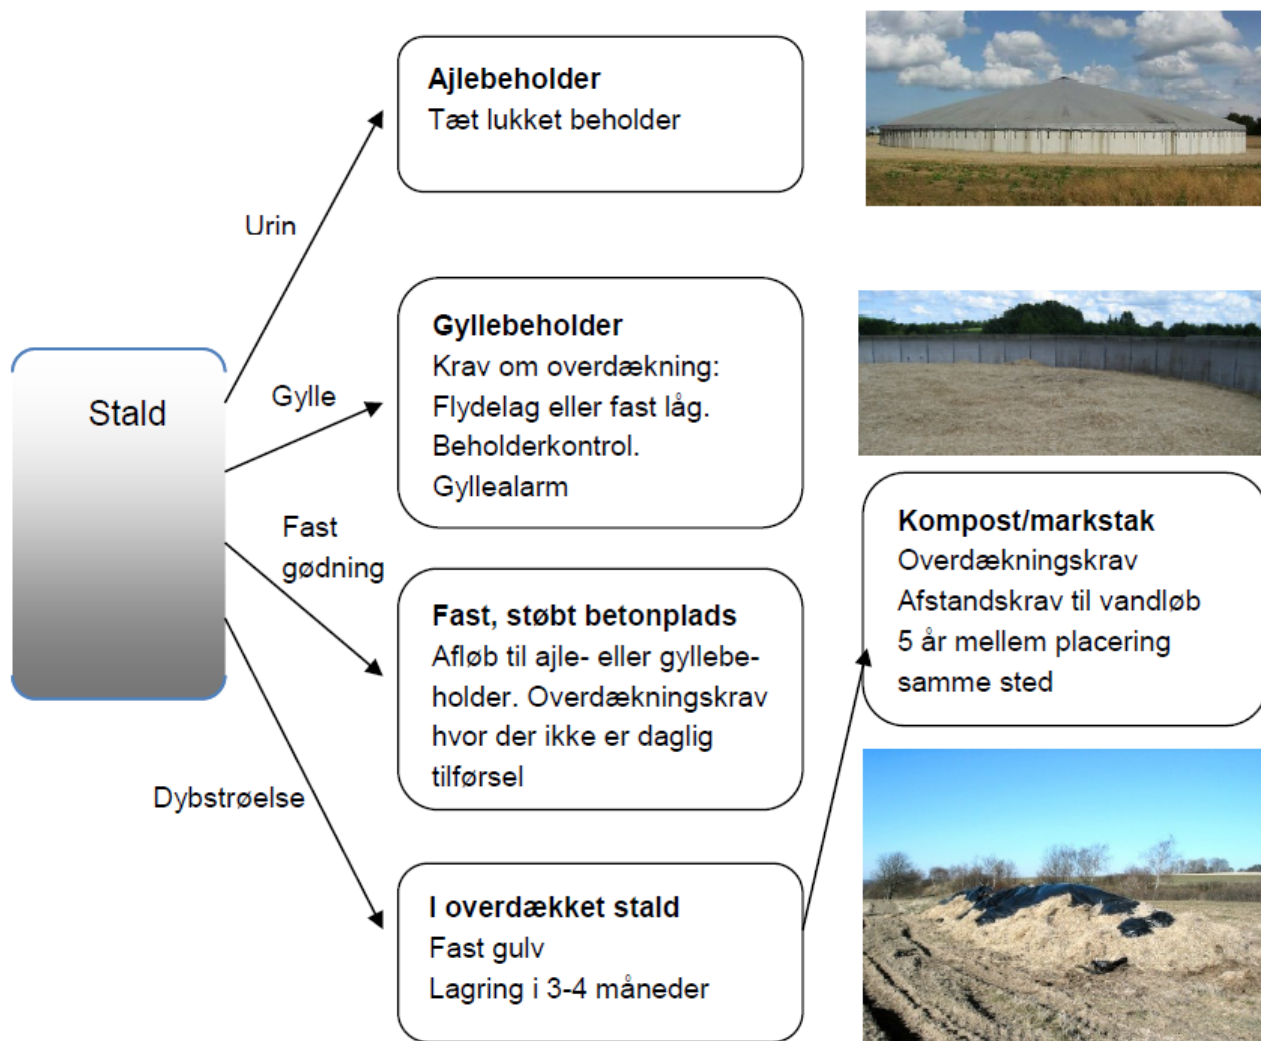 Ajlebeholder
Tæt lukket beholder
Urin
Gyllebeholder
Krav om overdækning:
Flydelag eller fast låg.
Beholderkontrol.
Gyllealarm
Stald
Gylle
Fast
gødning
Kompost/markstak
Overdækningskrav
Afstandskrav til vandløb
5 år mellem placering
samme sted
Fast, støbt betonplads
Afløb til ajle- eller gyllebe-
holder. Overdækningskrav
hvor der ikke er daglig
tilførsel
Dybstrøelse
I overdækket stald
Fast gulv
Lagring i 3-4 måneder